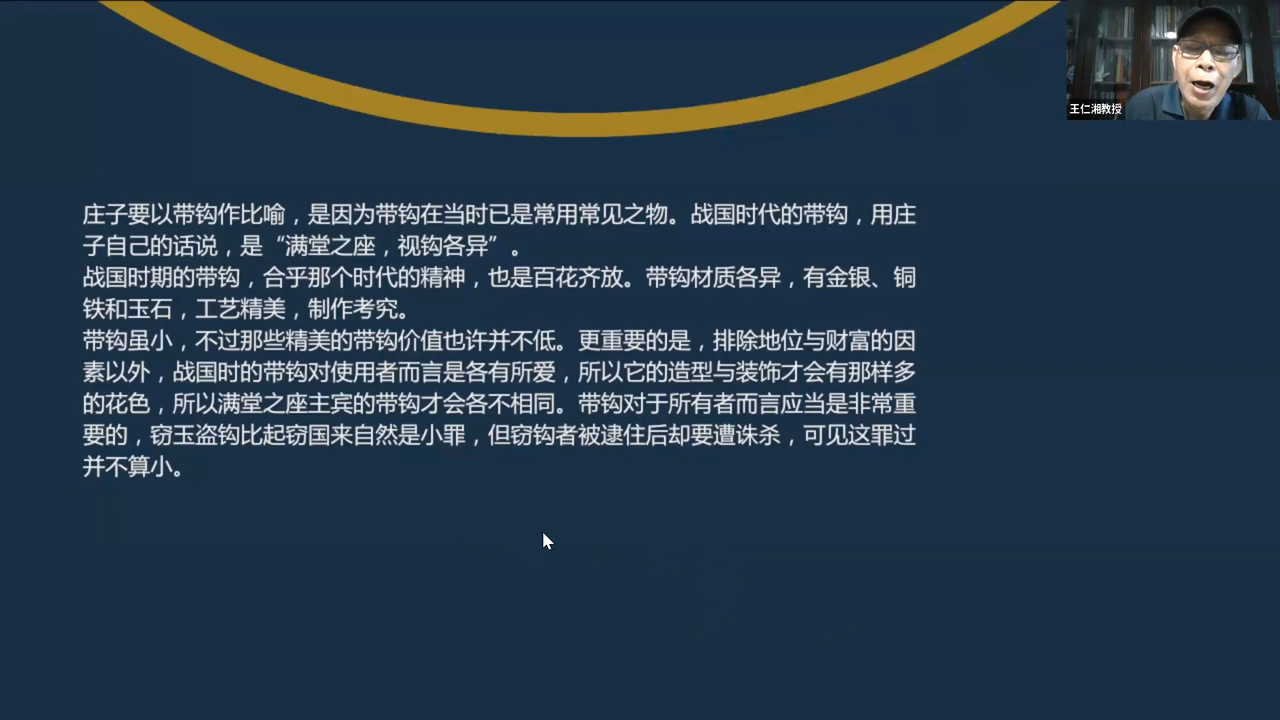 王仁湘教授
庄子要以带钩作比喻，是因为带钩在当时已是常用常见之物。战国时代的带钩，用庄
子自己的话说，是“满堂之座，视钩各异”。
战国时期的带钩，合乎那个时代的精神，也是百花齐放。带钩材质各异，有金银、铜
铁和玉石，工艺精美，制作考究。
带钩虽小，不过那些精美的带钩价值也许并不低。更重要的是，排除地位与财富的因
素以外，战国时的带钩对使用者而言是各有所爱，所以它的造型与装饰才会有那样多
的花色，所以满堂之座主宾的带钩才会各不相同。带钩对于所有者而言应当是非常重
要的，窃玉盗钩比起窃国来自然是小罪，但窃钩者被逮住后却要遭诛杀，可见这罪过
并不算小。